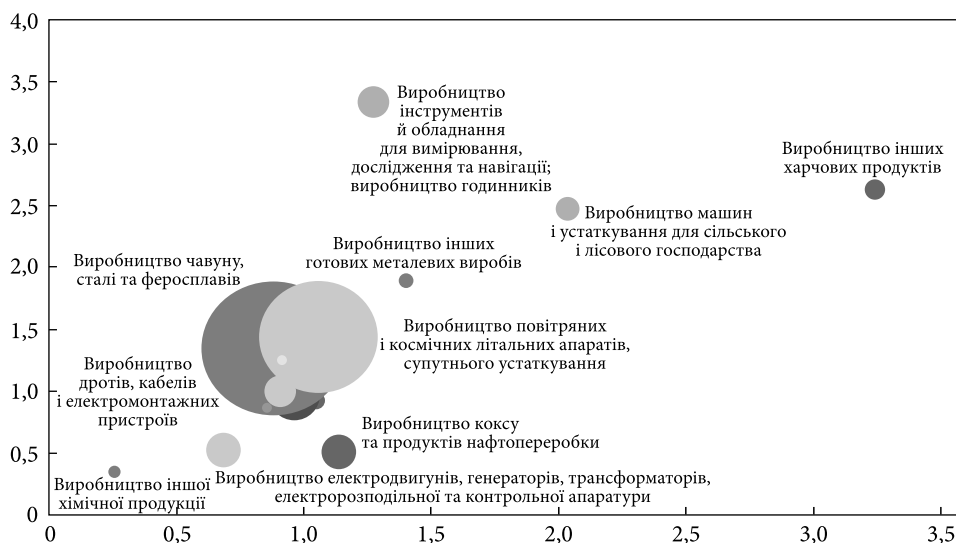 4,0
3,5
3,0
2,5
2,0
1,5
1,0
0,5
0
Виробництво
інструментів
й обладнання
для вимірювання,
дослідження та навігації;
виробництво годинників
Виробництво інших
харчових продуктів
Виробництво машин
і устаткування для сільського
і лісового господарства
Виробництво інших
готових металевих виробів
Виробництво чавуну,
сталі та феросплавів
Виробництво повітряних
і космічних літальних апаратів,
супутнього устаткування
Виробництво
дротів, кабелів
і електромонтажних
пристроїв
Виробництво коксу
та продуктів нафтопереробки
Виробництво електродвигунів, генераторів, трансформаторів,
електророзподільної та контрольної апаратури
Виробництво іншої
хімічної продукції
0 0,5 1,0 1,5 2,0 2,5 3,0 3,5